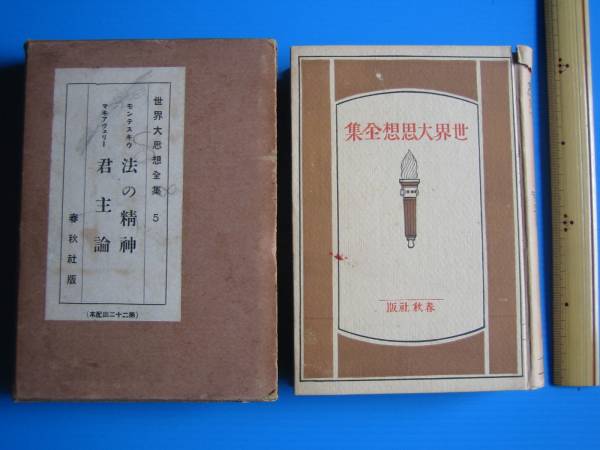 世界大思想全集 5
モンテスキウ 法の精神
マキアヴェリー 君主論
春秋社版
(第二十三回配本)
世界大思想全集
春秋社版